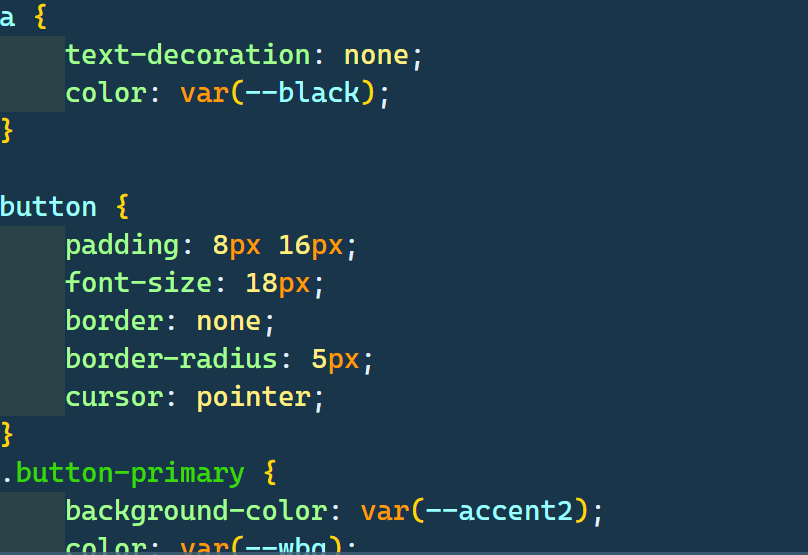 a {
    text-decoration: none;
    color: var(--black);
}

button {
    padding: 8px 16px;
    font-size: 18px;
    border: none;
    border-radius: 5px;
    cursor: pointer;
}
.button-primary {
    background-color: var(--accent2);
    color: var(--wbg);